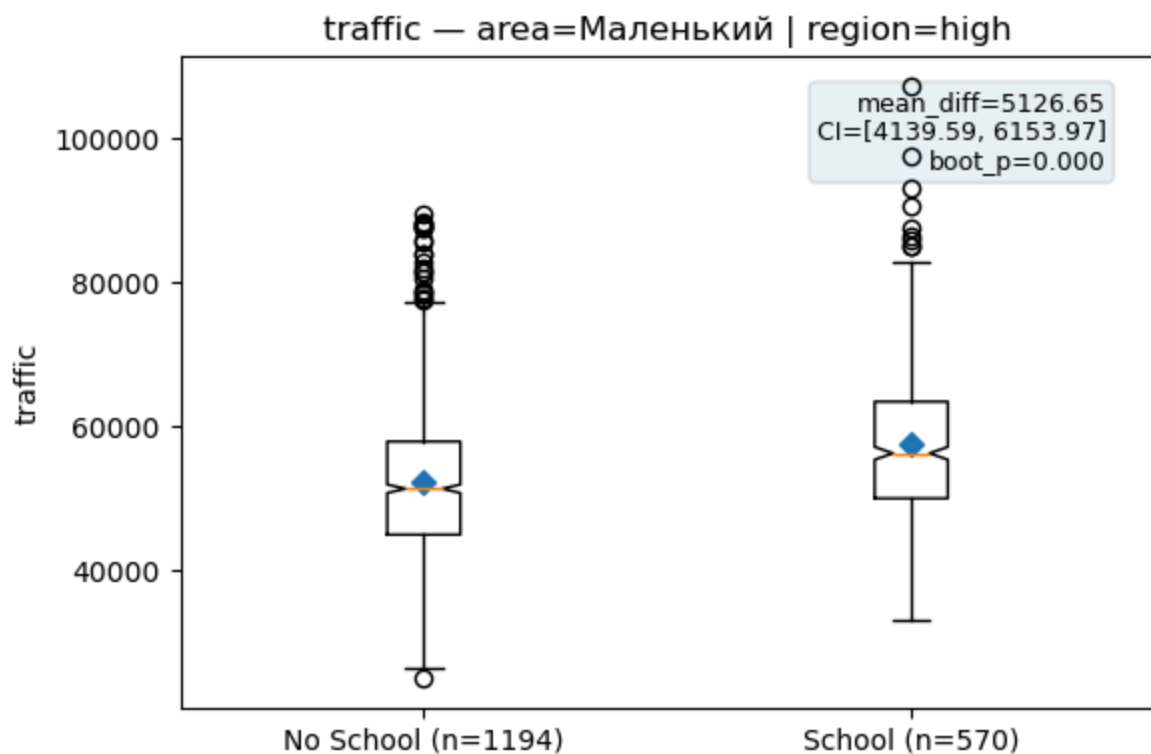 traffic — area=Маленький | region=high
mean_diff=5126.65
CI=[4139.59, 6153.97]
boot_p=0.000
100000
80000
60000
40000
traffic
No School (n=1194)
School (n=570)